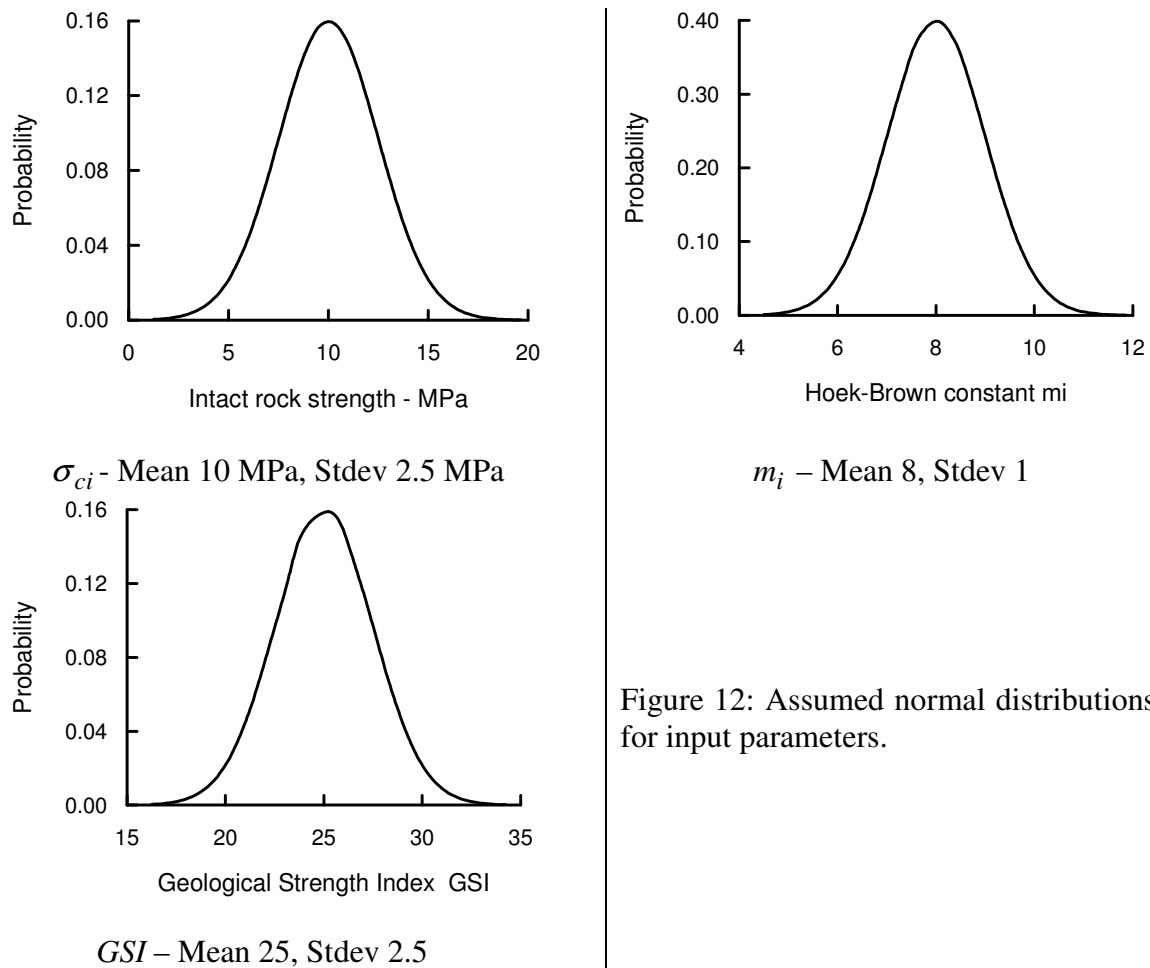 0.16
0.12
0.08
0.04
0.00
Probability
0 5 10 15 20
Intact rock strength - MPa
σci - Mean 10 MPa, Stdev 2.5 MPa
0.40
0.30
0.20
0.10
0.00
Probability
4 6 8 10 12
Hoek-Brown constant mi
mi – Mean 8, Stdev 1
0.16
0.12
0.08
0.04
0.00
Probability
15 20 25 30 35
Geological Strength Index GSI
GSI – Mean 25, Stdev 2.5
Figure 12: Assumed normal distributions
for input parameters.